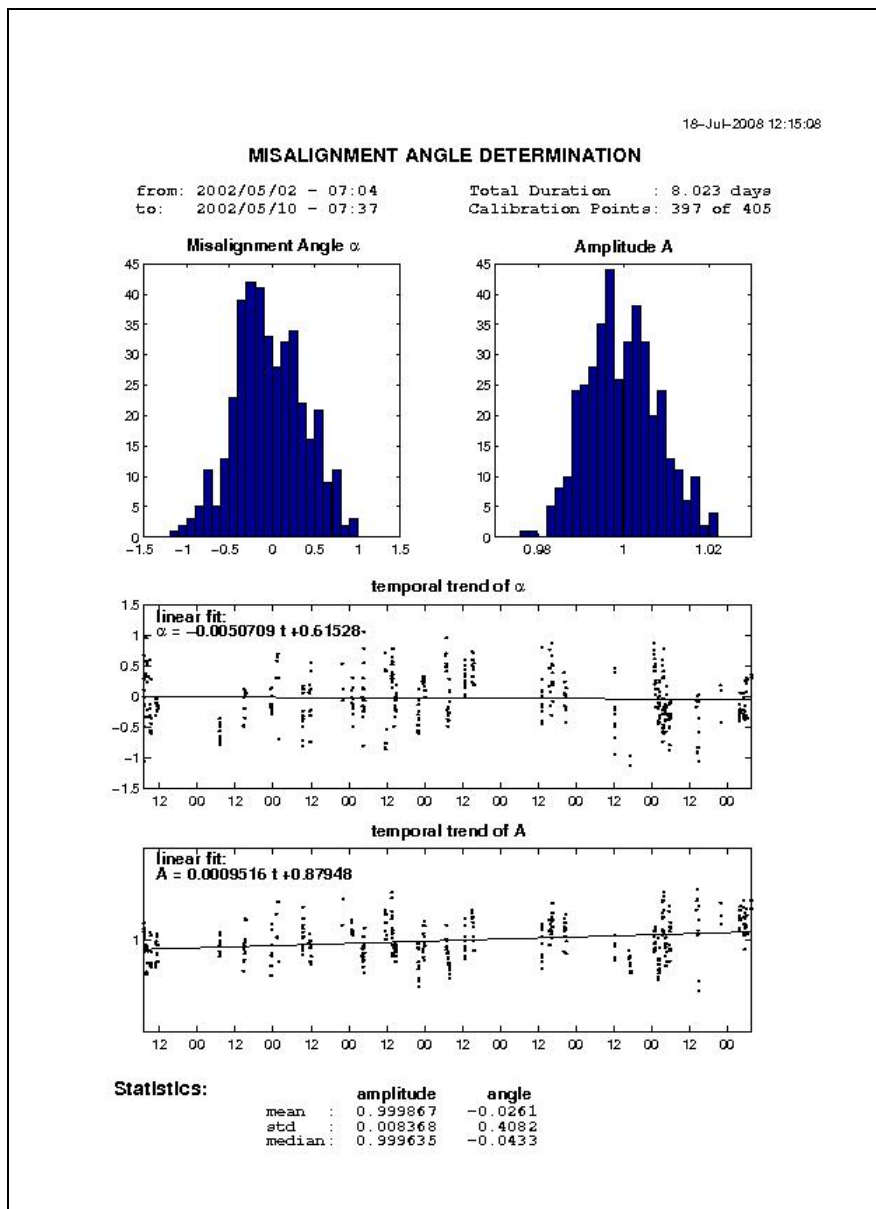 18-Jul-2008 12:15:08
MISALIGNMENT ANGLE DETERMINATION
from: 2002/05/02 - 07:04 Total Duration : 8.023 days
to: 2002/05/10 - 07:37 Calibration Points: 397 of 405
Misalignment Angle α Amplitude A
45 45
40 40
35 35
30 30
25 25
20 20
15 15
10 10
5 5
0 0
-1.5 -1 -0.5 0 0.5 1 1.5 0.98 1 1.02
temporal trend of α
1.5
1
0.5
0
-0.5
-1
-1.5
linear fit:
α = -0.0050709 t +0.61528
12 00 12 00 12 00 12 00 12 00 12 00 12 00 12 00
temporal trend of A
linear fit:
A = 0.0009516 t +0.87948
1
12 00 12 00 12 00 12 00 12 00 12 00 12 00 12 00
Statistics:
amplitude angle
mean : 0.999867 -0.0261
std : 0.008368 0.4082
median: 0.999635 -0.0433